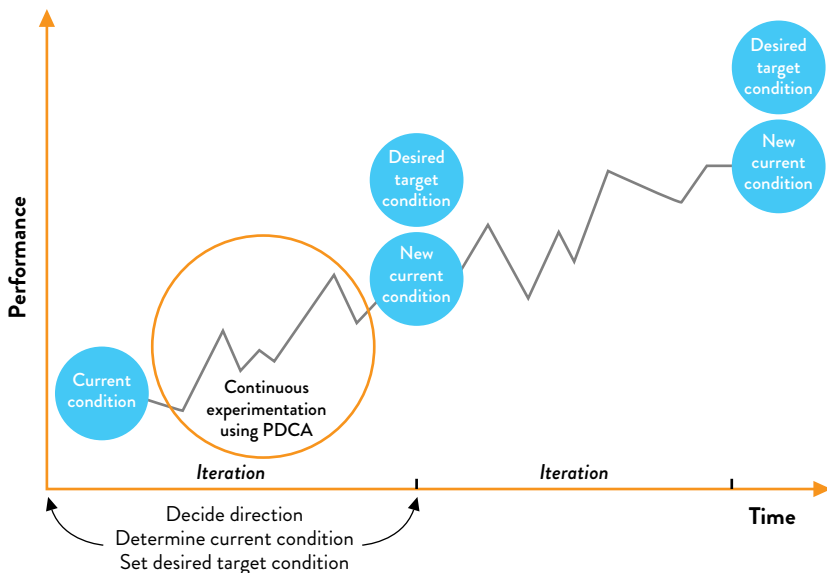 Desired
target
condition
New
current
condition
Desired
target
condition
New
current
condition
Performance
Current
condition
Continuous
experimentation
using PDCA
Iteration
Iteration
Time
Decide direction
Determine current condition
Set desired target condition